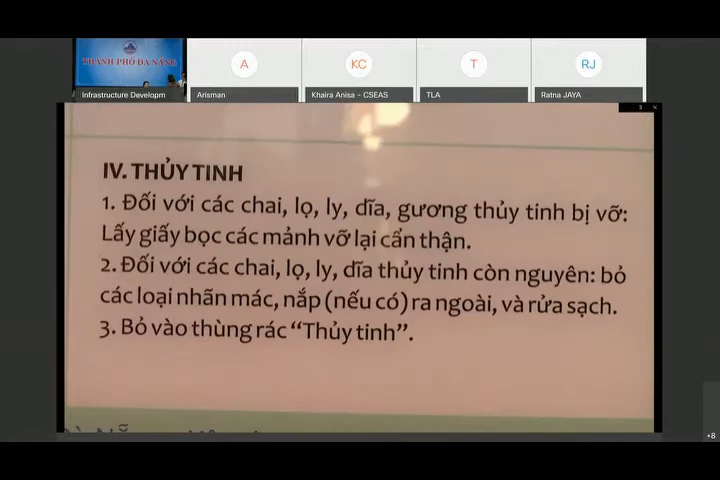 THÀNH PHỐ ĐÀ NẴNG
A
KC
T
RJ
Infrastructure Developm
Arisman
Khaira Anisa - CSEAS
TLA
Ratna JAYA
IV. THỦY TINH
1. Đối với các chai, lọ, ly, dĩa, gương thủy tinh bị vỡ:
Lấy giấy bọc các mảnh vỡ lại cẩn thận.
2. Đối với các chai, lọ, ly, dĩa thủy tinh còn nguyên: bỏ
các loại nhãn mác, nắp (nếu có) ra ngoài, và rửa sạch.
3. Bỏ vào thùng rác “Thủy tinh”.
+8